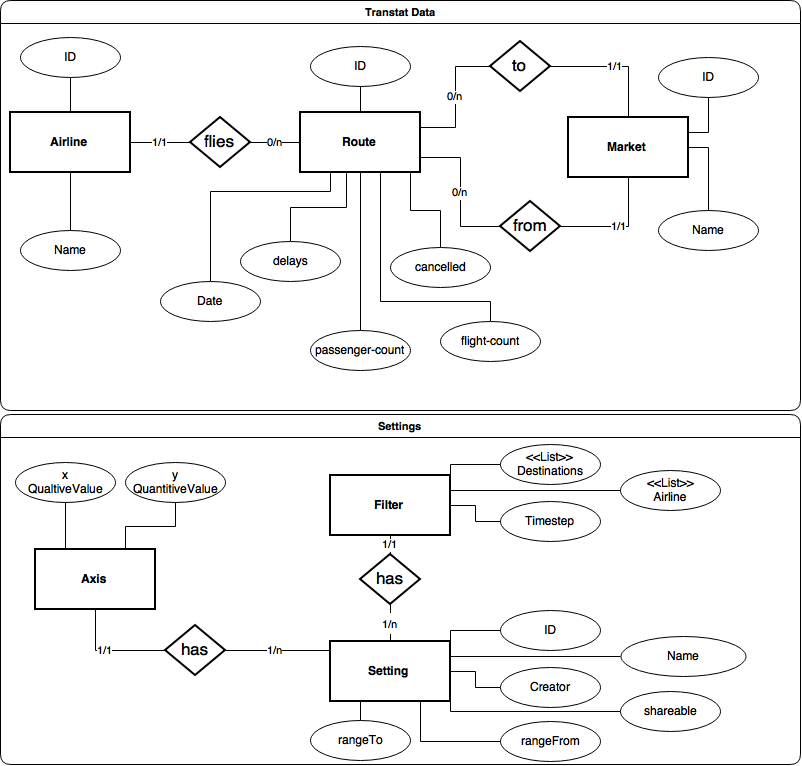 Transtat Data
ID
ID
to
1/1
ID
0/n
Airline
1/1
flies
0/n
Route
Market
0/n
Name
from
1/1
Name
delays
cancelled
Date
passenger-count
flight-count
Settings
x
QualtiveValue
y
QuantitiveValue
<<List>>
Destinations
<<List>>
Airline
Filter
Timestep
1/1
Axis
has
1/n
ID
1/1
has
1/n
Setting
Name
Creator
shareable
rangeTo
rangeFrom